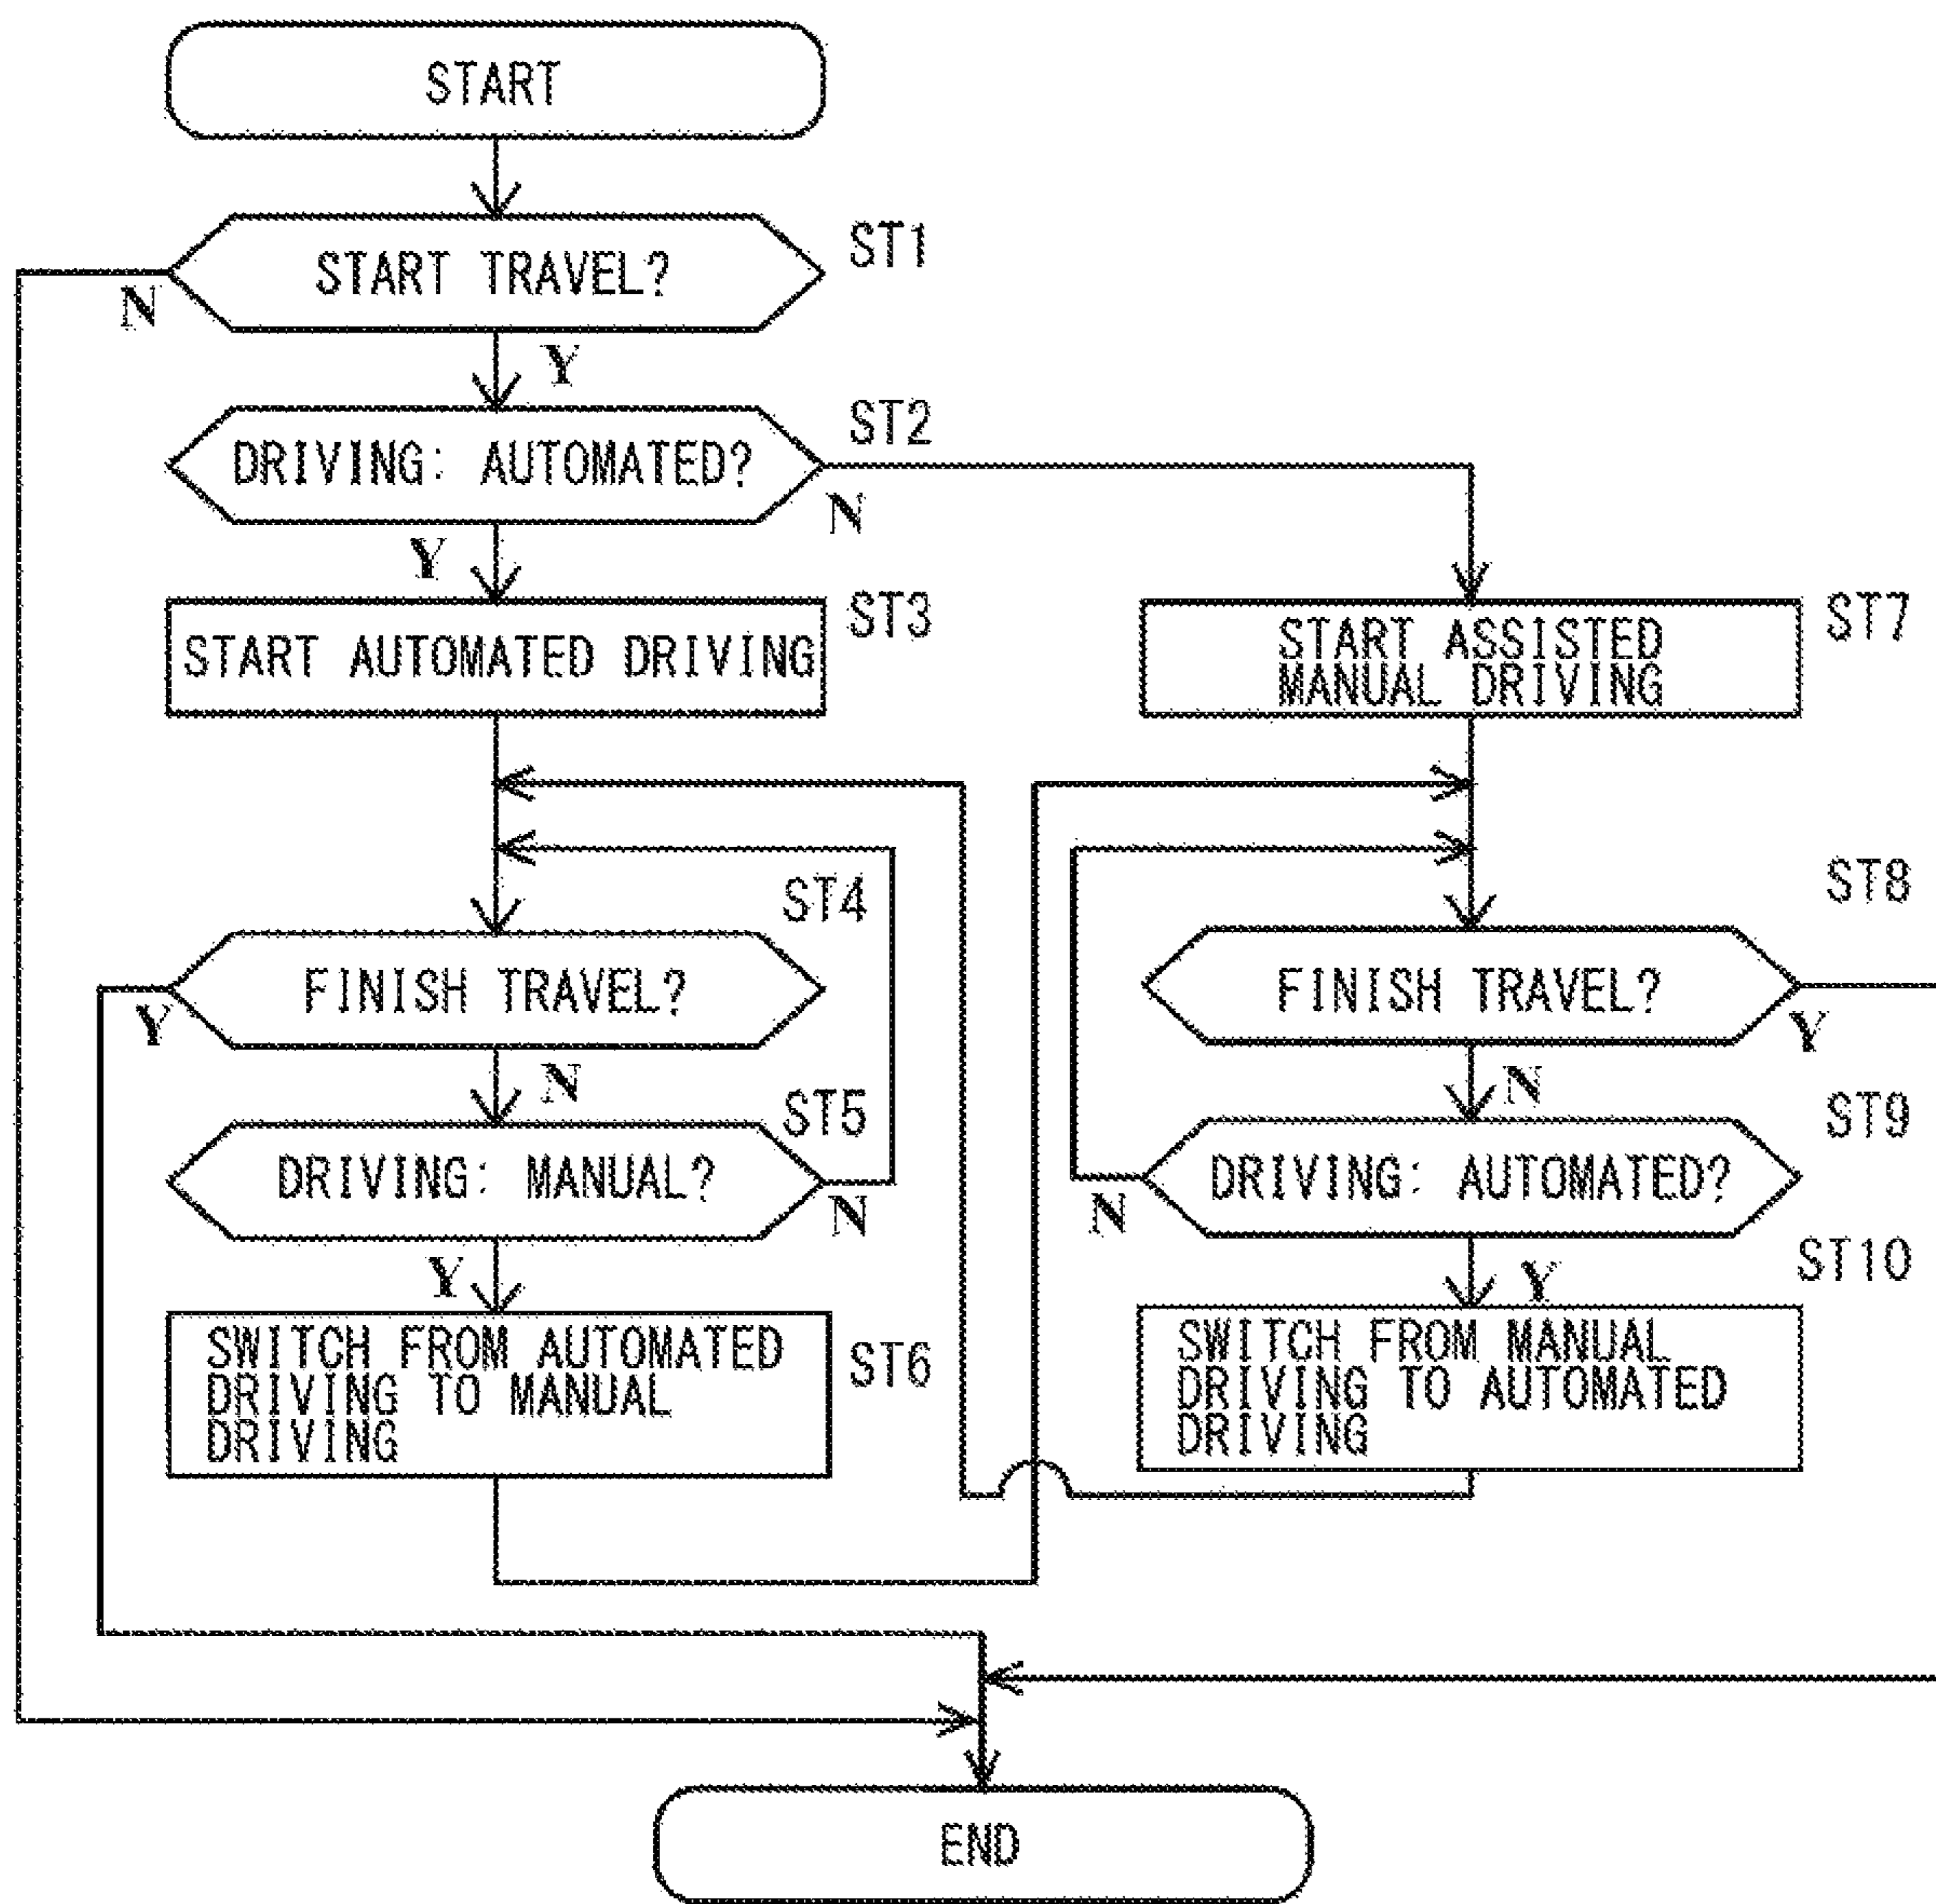 START
START TRAVEL?
ST1
N
Y
DRIVING: AUTOMATED?
ST2
N
Y
START AUTOMATED DRIVING
ST3
START ASSISTED
MANUAL DRIVING
ST7
ST4
FINISH TRAVEL?
Y
N
ST5
DRIVING: MANUAL?
N
Y
SWITCH FROM AUTOMATED
DRIVING TO MANUAL
DRIVING
ST6
ST8
FINISH TRAVEL?
Y
N
ST9
DRIVING: AUTOMATED?
N
Y
ST10
SWITCH FROM MANUAL
DRIVING TO AUTOMATED
DRIVING
END